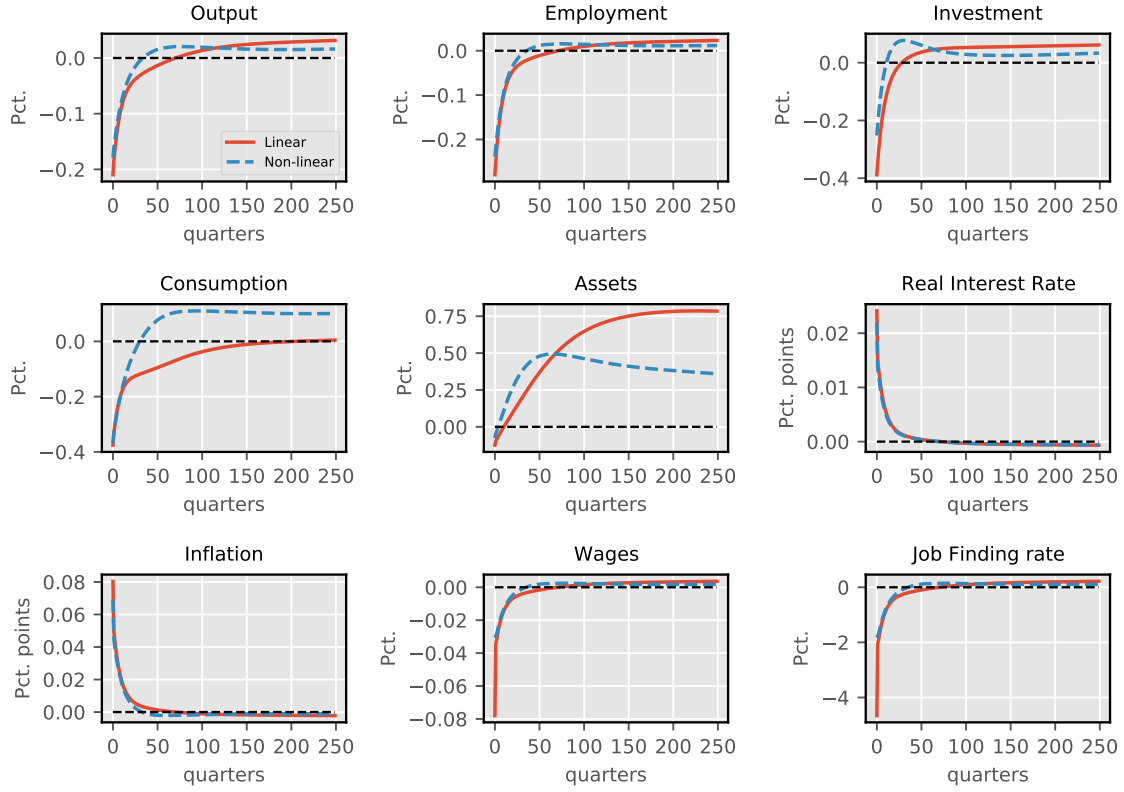 Output
Employment
Investment
0.0
−0.1
−0.2
Pct.
Linear
Non-linear
0 50 100 150 200 250
quarters
0.0
−0.1
−0.2
Pct.
0 50 100 150 200 250
quarters
0.0
−0.2
−0.4
Pct.
0 50 100 150 200 250
quarters
Consumption
Assets
Real Interest Rate
0.0
−0.2
−0.4
Pct.
0 50 100 150 200 250
quarters
0.75
0.50
0.25
0.00
Pct.
0 50 100 150 200 250
quarters
0.02
0.01
0.00
Pct. points
0 50 100 150 200 250
quarters
Inflation
Wages
Job Finding rate
0.08
0.06
0.04
0.02
0.00
Pct. points
0 50 100 150 200 250
quarters
0.00
−0.02
−0.04
−0.06
−0.08
Pct.
0 50 100 150 200 250
quarters
0
−2
−4
Pct.
0 50 100 150 200 250
quarters